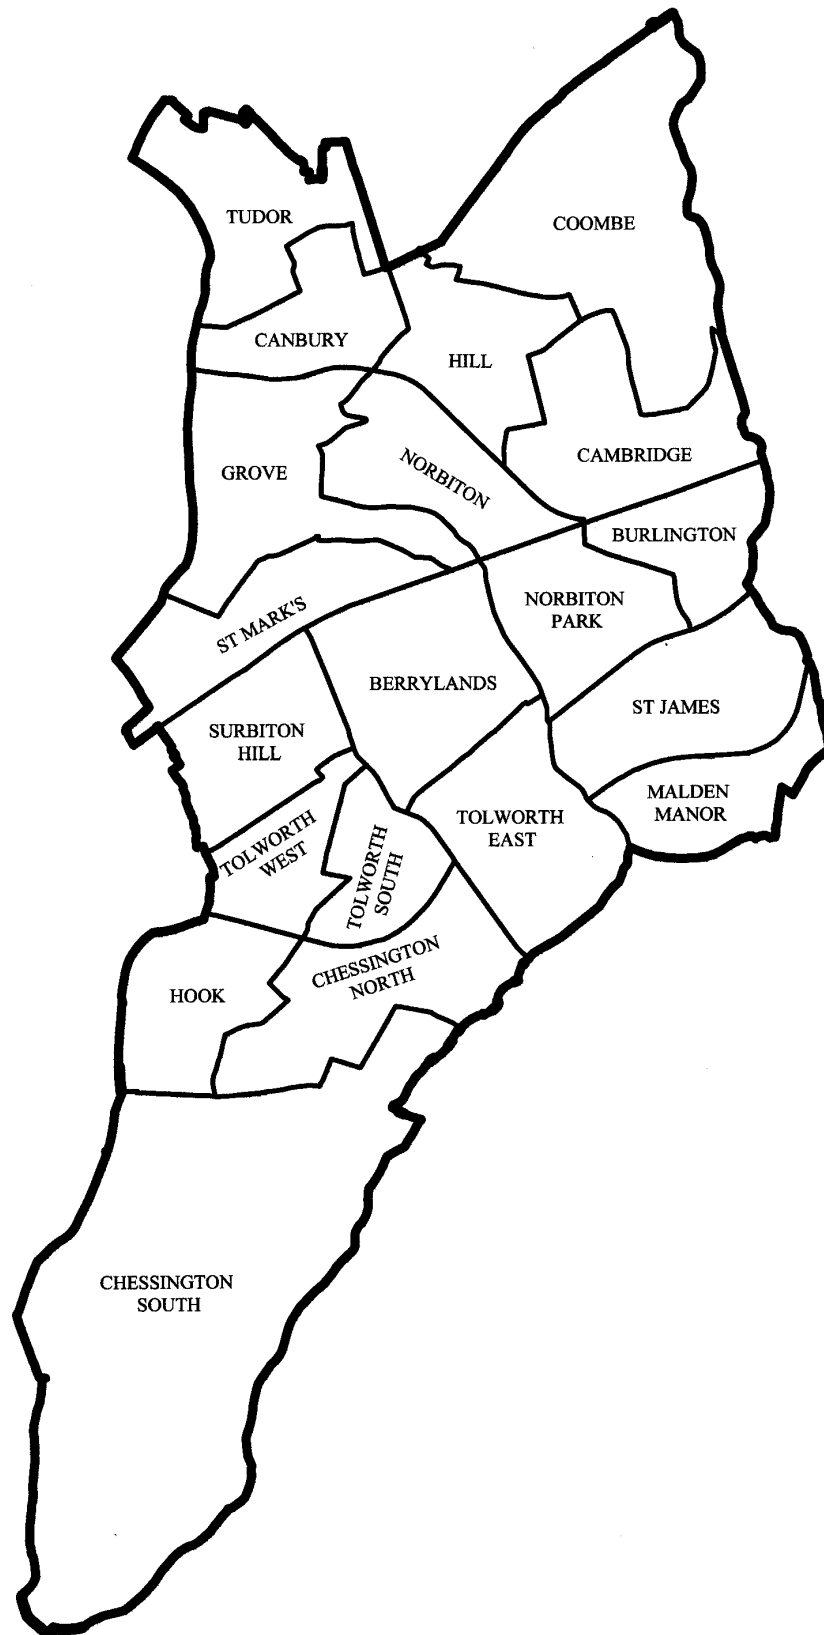 TUDOR
COOMBE
CANBURY
HILL
CAMBRIDGE
GROVE
NORBITON
BURLINGTON
NORBITON
PARK
ST MARK'S
BERRYLANDS
ST JAMES
SURBITON
HILL
MALDEN
MANOR
TOLWORTH
EAST
TOLWORTH
WEST
TOLWORTH
SOUTH
CHESSINGTON
NORTH
HOOK
CHESSINGTON
SOUTH